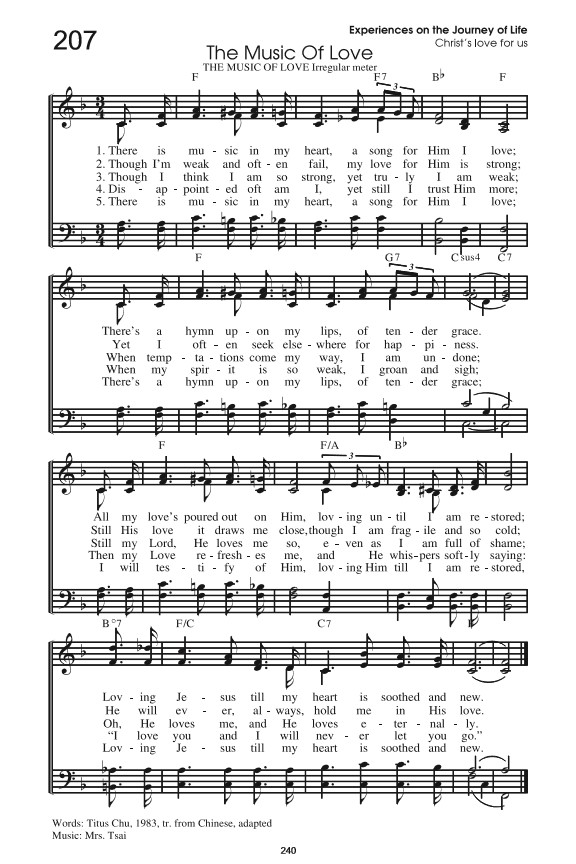 207
Experiences on the Journey of Life
Christ's love for us
The Music Of Love
THE MUSIC OF LOVE Irregular meter
F F7 B♭ F
3
1. There is mu - sic in my heart, a song for Him I love;
2. Though I'm weak and oft - en fail, my love for Him is strong;
3. Though I think I am so strong, yet tru - ly I am weak;
4. Dis - ap - point - ed oft am I, yet still I trust Him more;
5. There is mu - sic in my heart, a song for Him I love;
F G7 Csus4 C7
3
There's a hymn up - on my lips, of ten - der grace.
Yet I oft - en seek else - where for hap - pi - ness.
When temp - ta - tions come my way, I am un - done;
When my spir - it is so weak, I groan and sigh;
There's a hymn up - on my lips, of ten - der grace;
F F/A B♭
3
All my love's poured out on Him, lov - ing un - til I am re - stored;
Still His love it draws me close, though I am frag - ile and so cold;
Still my Lord, He loves me so, e - ven as I am full of shame;
Then my Love re - fresh - es me, and He whis - pers soft - ly saying:
I will tes - ti - fy of Him, lov - ing Him till I am re - stored,
B°7 F/C C7 F
Lov - ing Je - sus till my heart is soothed and new.
He will ev - er, al - ways, hold me in His love.
Oh, He loves me, and He loves e - ter - nal - ly.
“I love you and I will nev - er let you go.”
Lov - ing Je - sus till my heart is soothed and new.
Words: Titus Chu, 1983, tr. from Chinese, adapted
Music: Mrs. Tsai
240